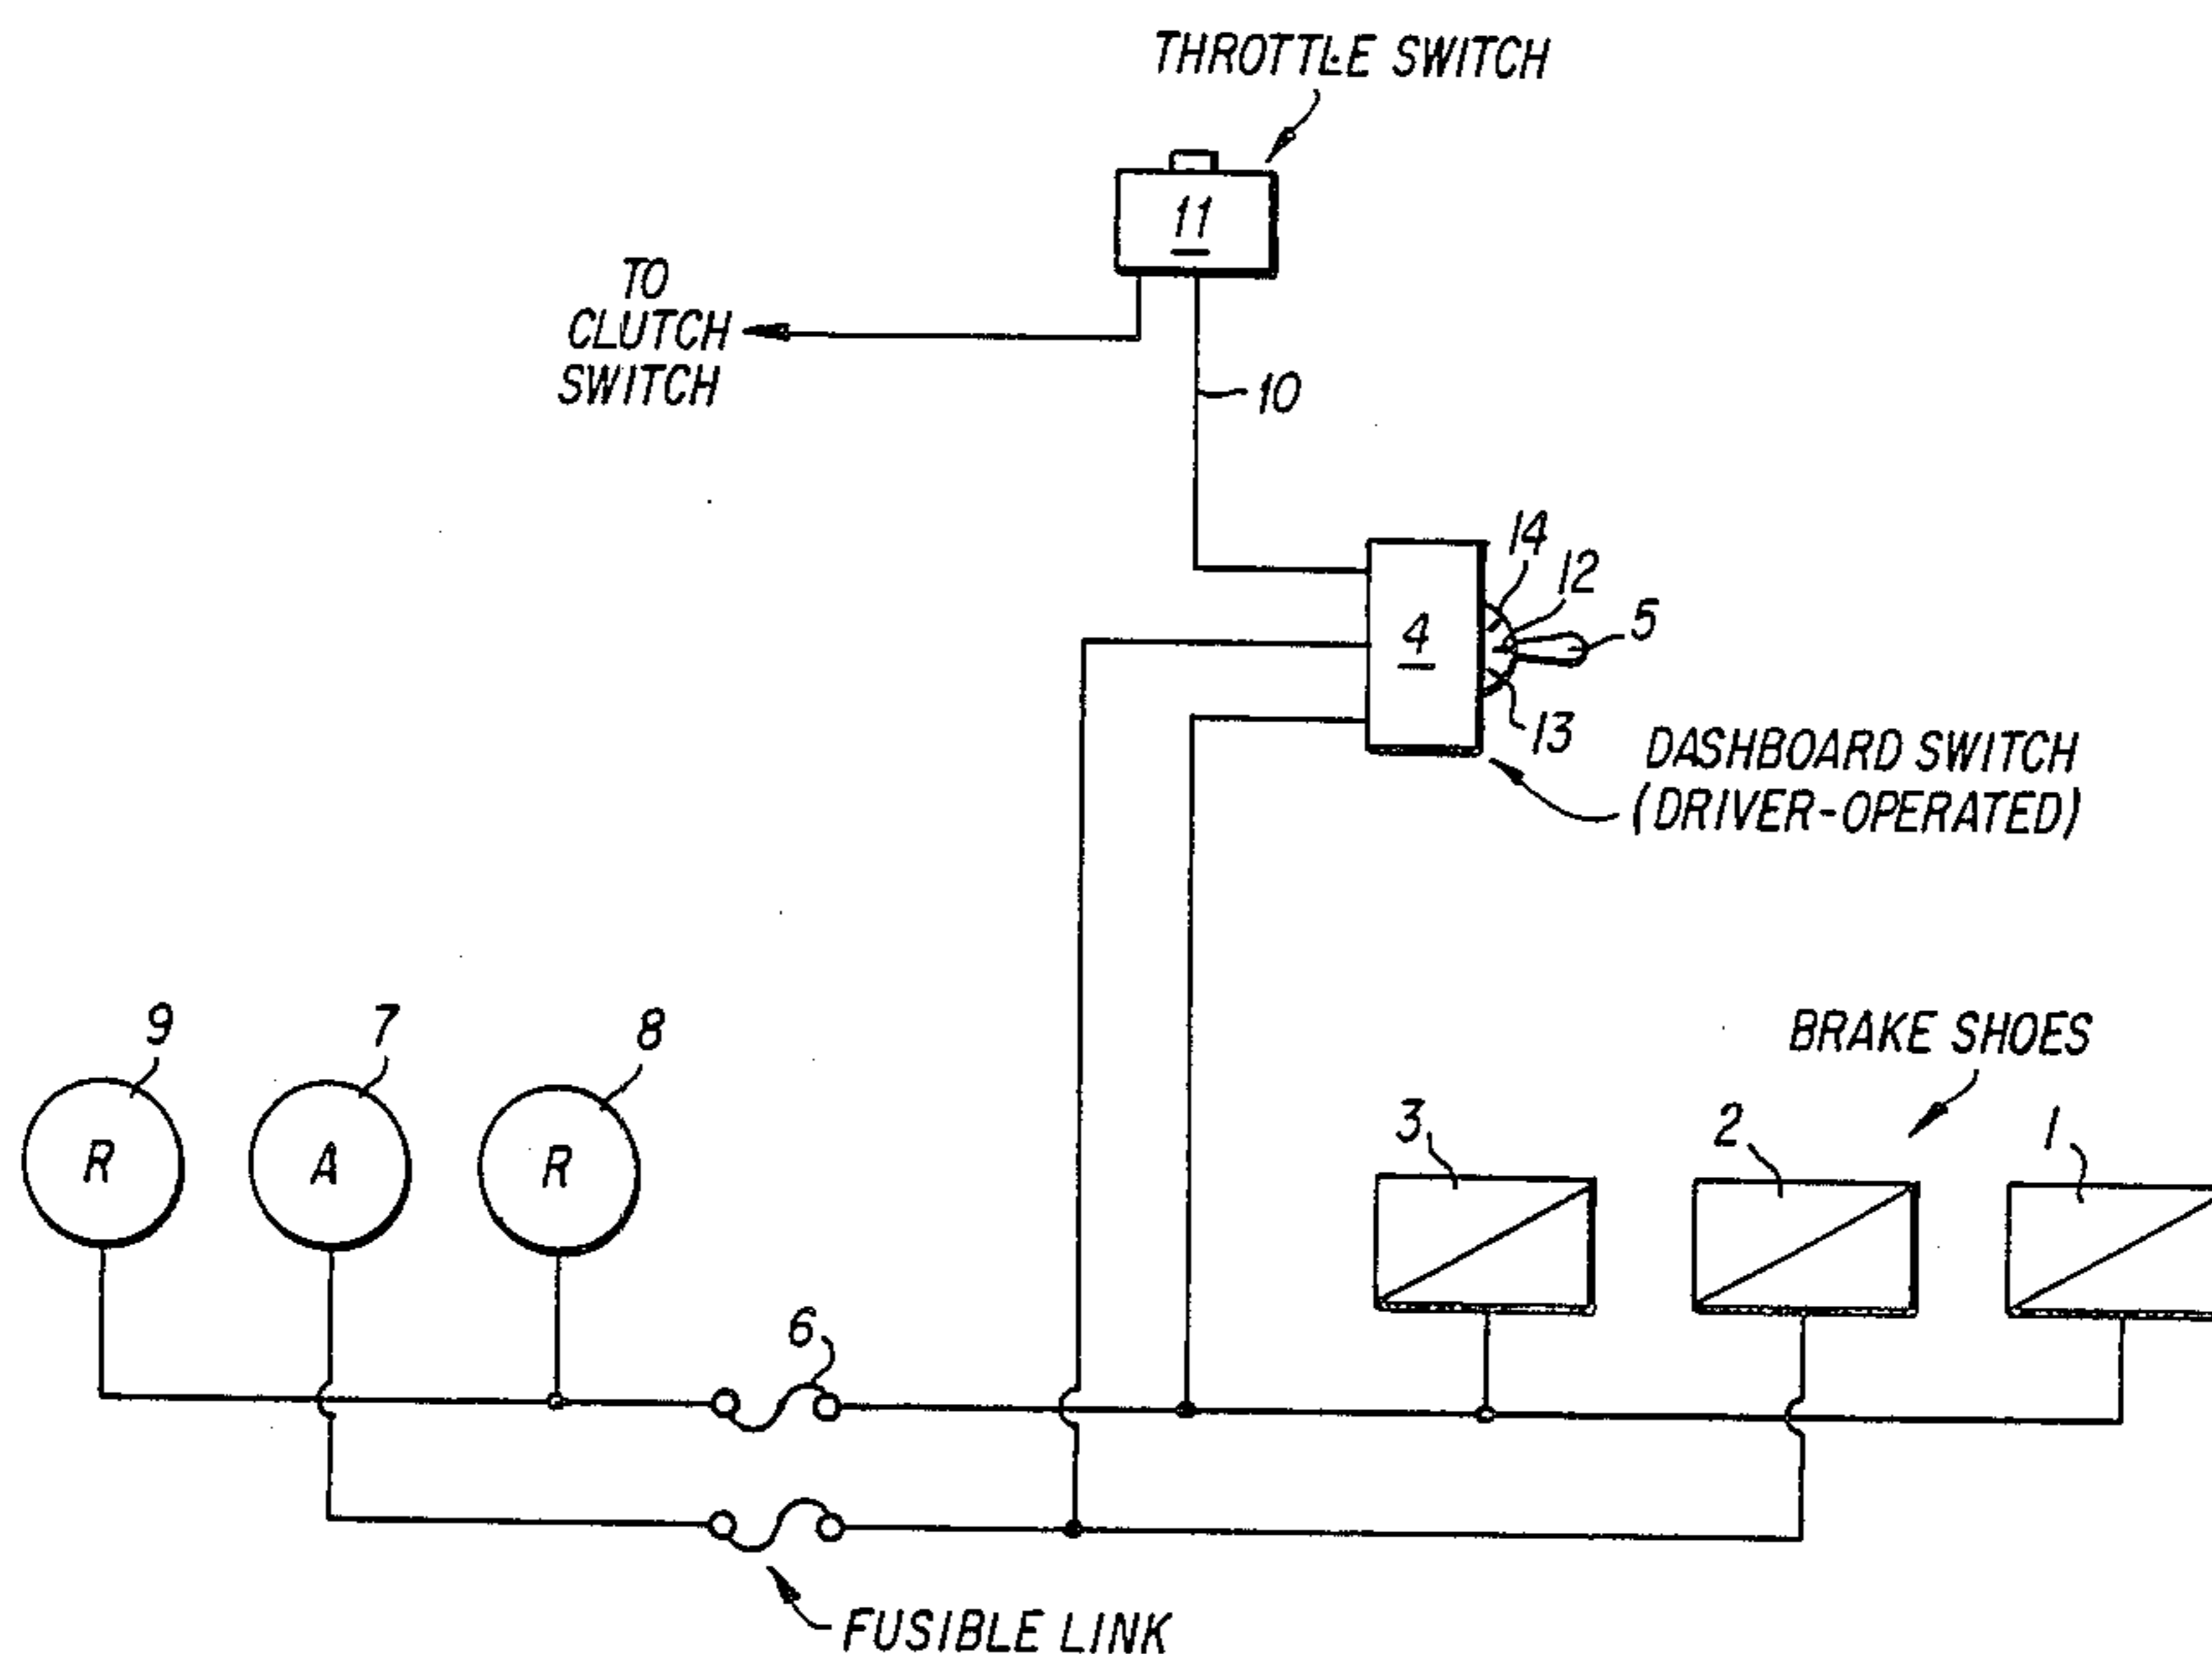 THROTTLE SWITCH
11
TO
CLUTCH
SWITCH
10
14
12
5
4
13
DASHBOARD SWITCH
(DRIVER-OPERATED)
9
7
8
BRAKE SHOES
R
A
R
3
2
1
6
FUSIBLE LINK